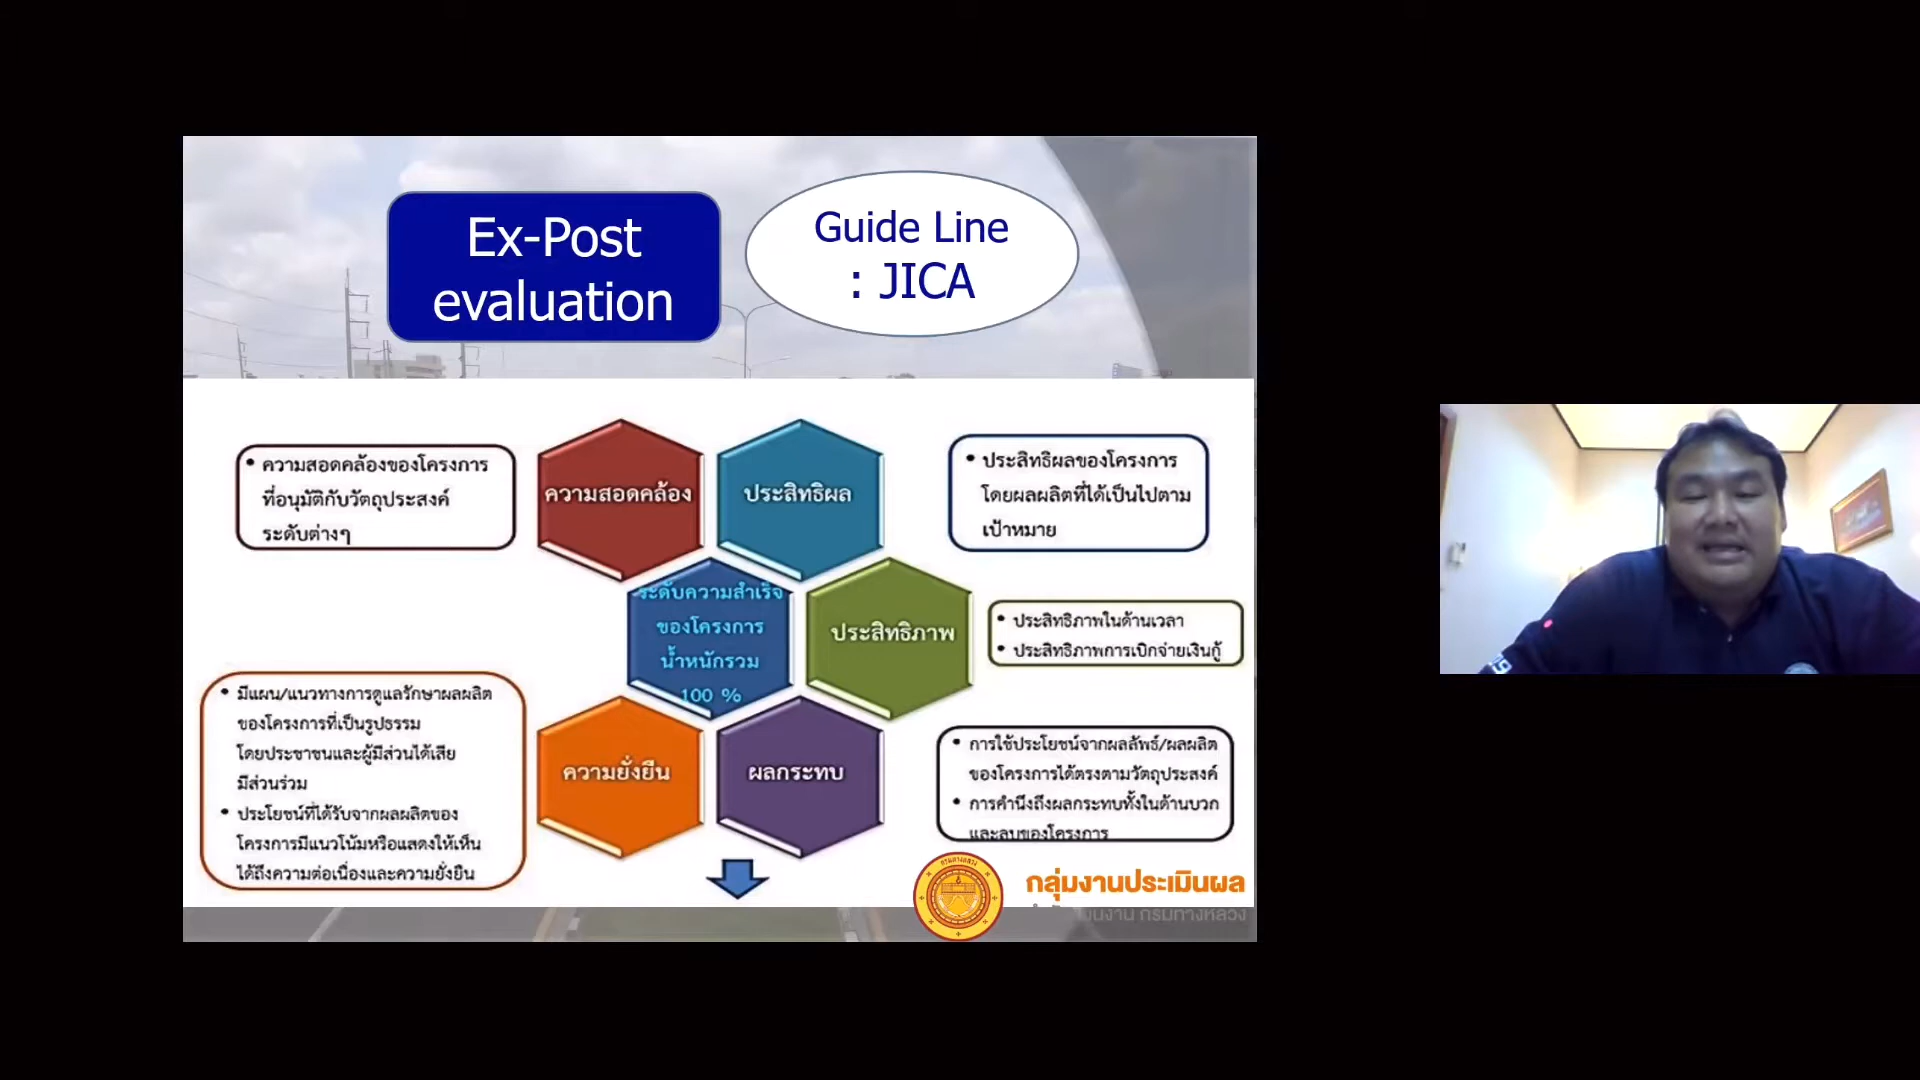 Ex-Post
evaluation
Guide Line
: JICA
• ความสอดคล้องของโครงการ
ที่อนุมัติกับวัตถุประสงค์
ระดับต่างๆ
ความสอดคล้อง
ประสิทธิผล
• ประสิทธิผลของโครงการ
โดยผลผลิตที่ได้เป็นไปตาม
เป้าหมาย
ระดับความสำเร็จ
ของโครงการ
น้ำหนักรวม
100 %
ประสิทธิภาพ
• ประสิทธิภาพในด้านเวลา
• ประสิทธิภาพการเบิกจ่ายเงินกู้
• มีแผน/แนวทางการดูแลรักษาผลผลิต
ของโครงการที่เป็นรูปธรรม
โดยประชาชนและผู้มีส่วนได้เสีย
มีส่วนร่วม
• ประโยชน์ที่ได้รับจากผลผลิตของ
โครงการมีแนวโน้มหรือแสดงให้เห็น
ได้ถึงความต่อเนื่องและความยั่งยืน
ความยั่งยืน
ผลกระทบ
• การใช้ประโยชน์จากผลลัพธ์/ผลผลิต
ของโครงการได้ตรงตามวัตถุประสงค์
• การคำนึงถึงผลกระทบทั้งในด้านบวก
และลบของโครงการ
กรมทางหลวง
กลุ่มงานประเมินผล
กรมทางหลวง